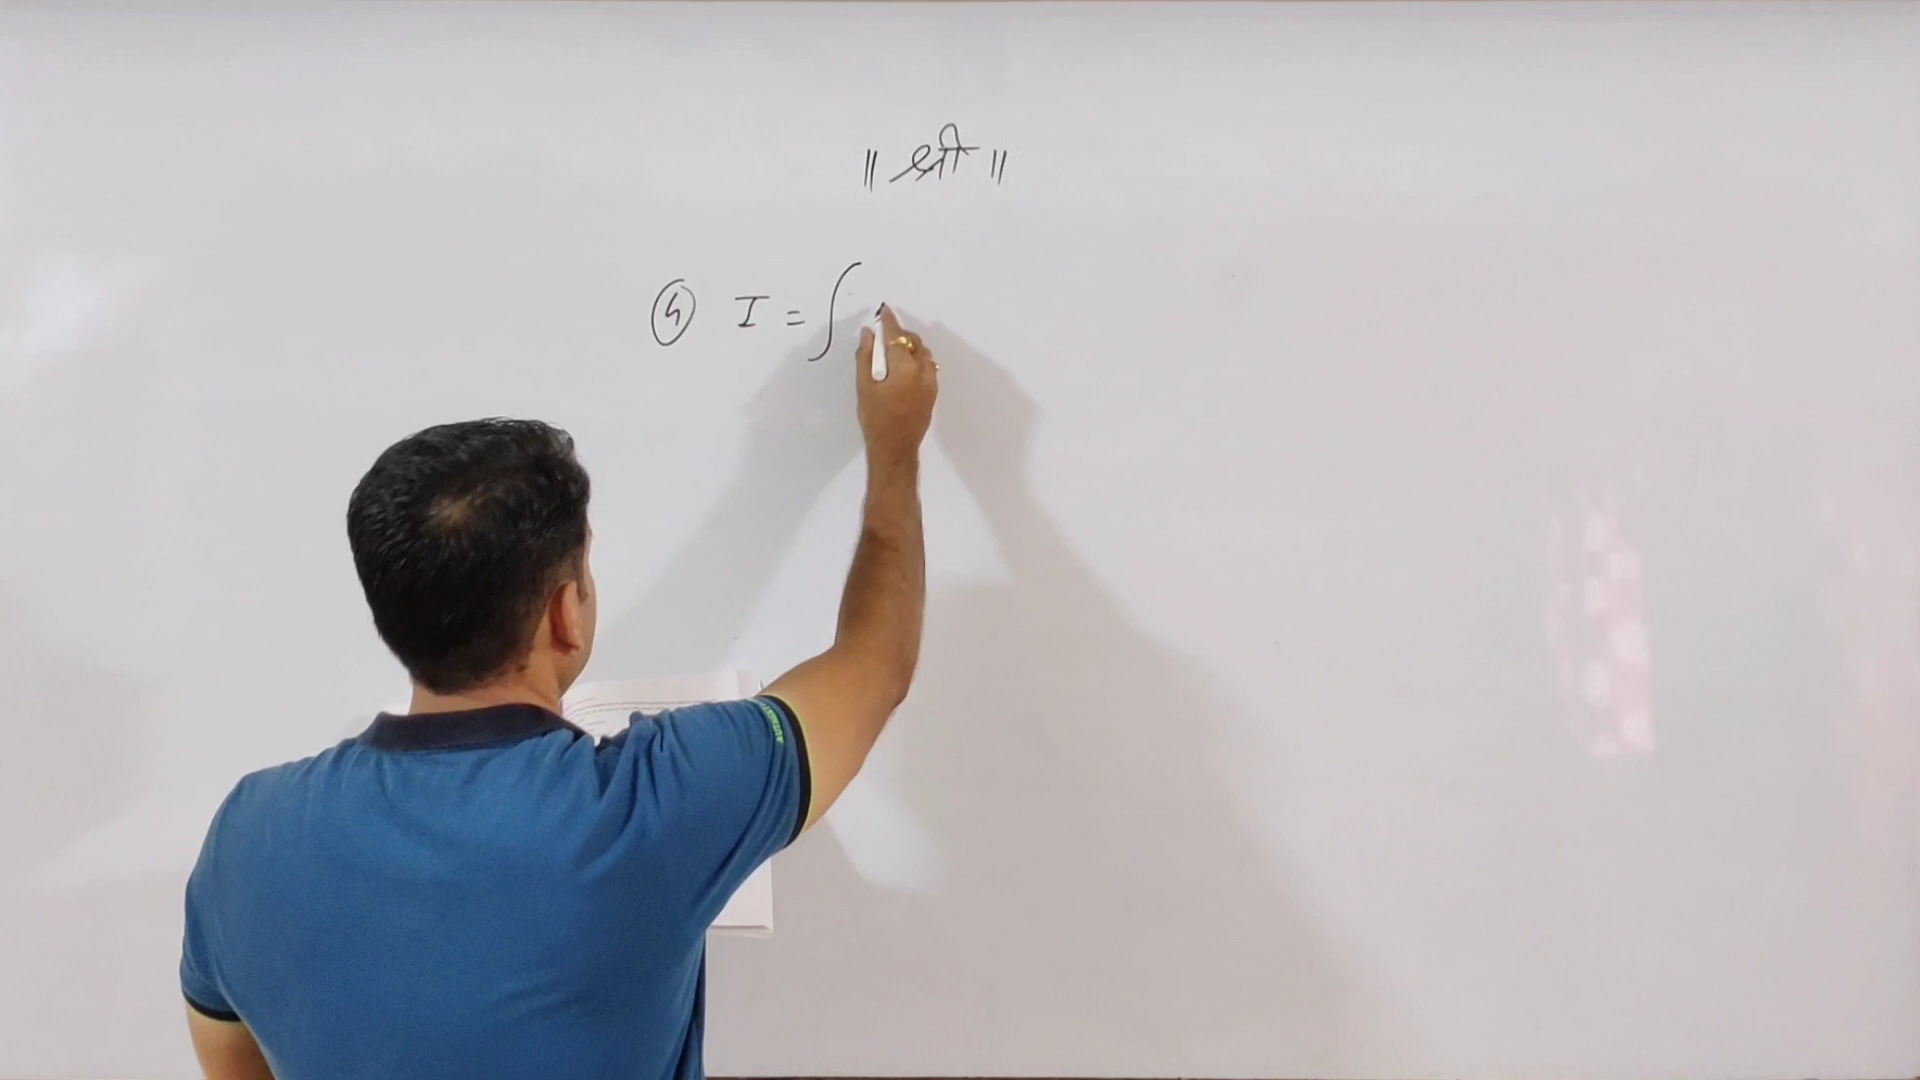 ॥ श्री ॥
④ I = ∫